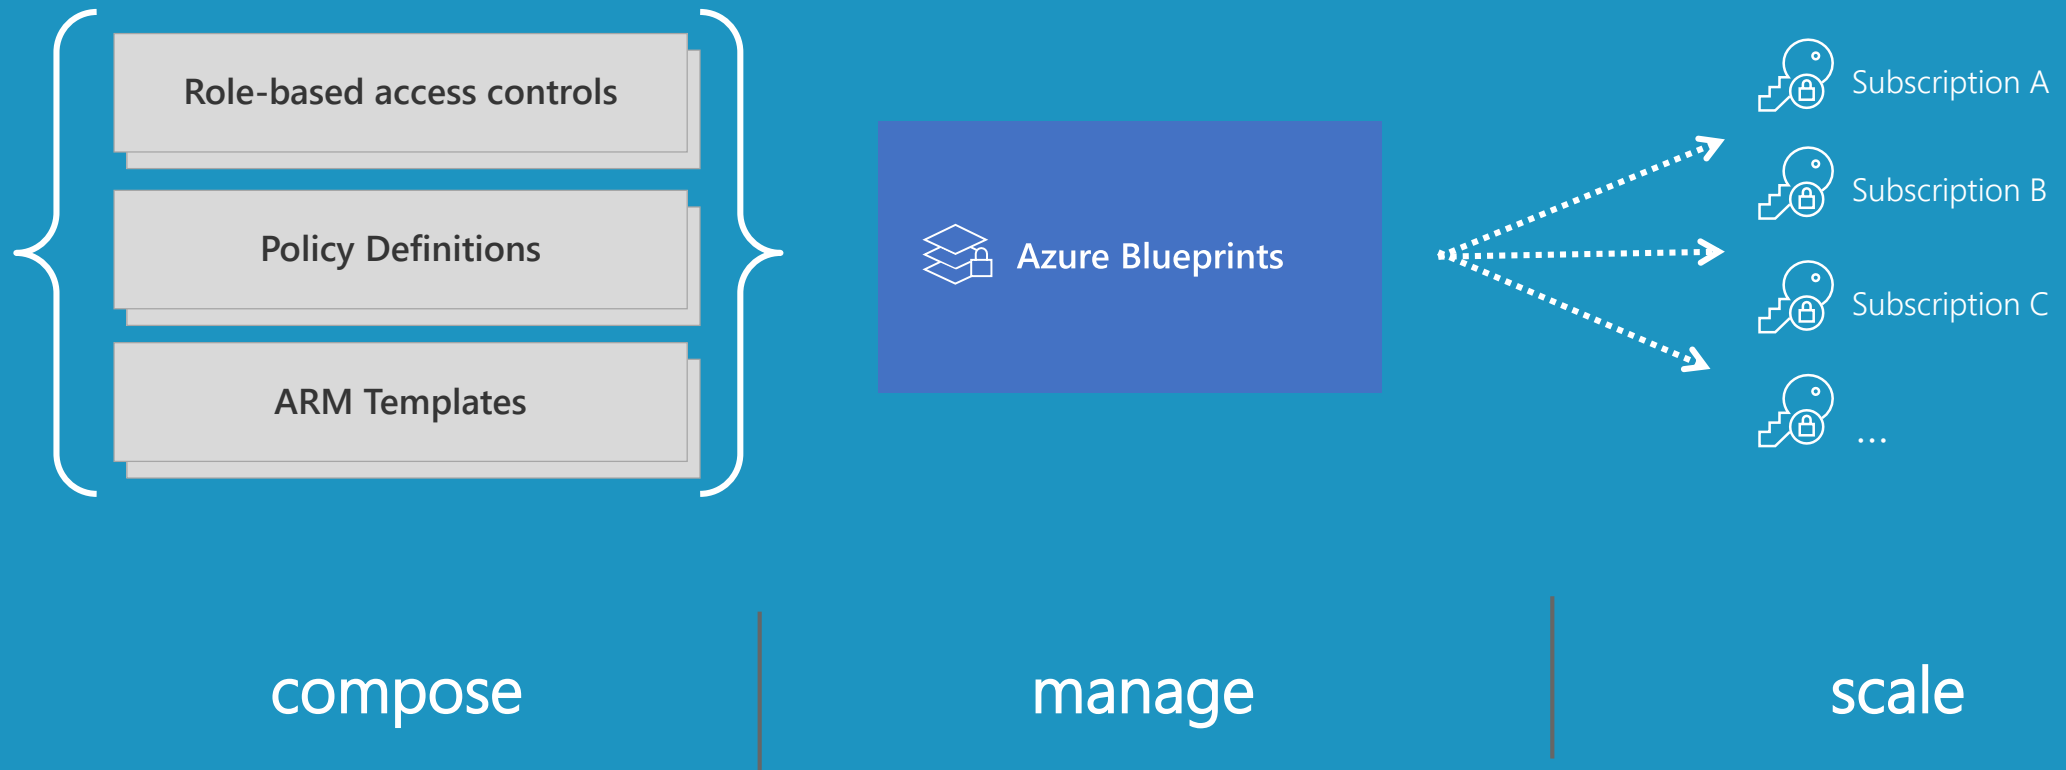 Role-based access controls
Policy Definitions
ARM Templates
Azure Blueprints
Subscription A
Subscription B
Subscription C
...
compose
manage
scale